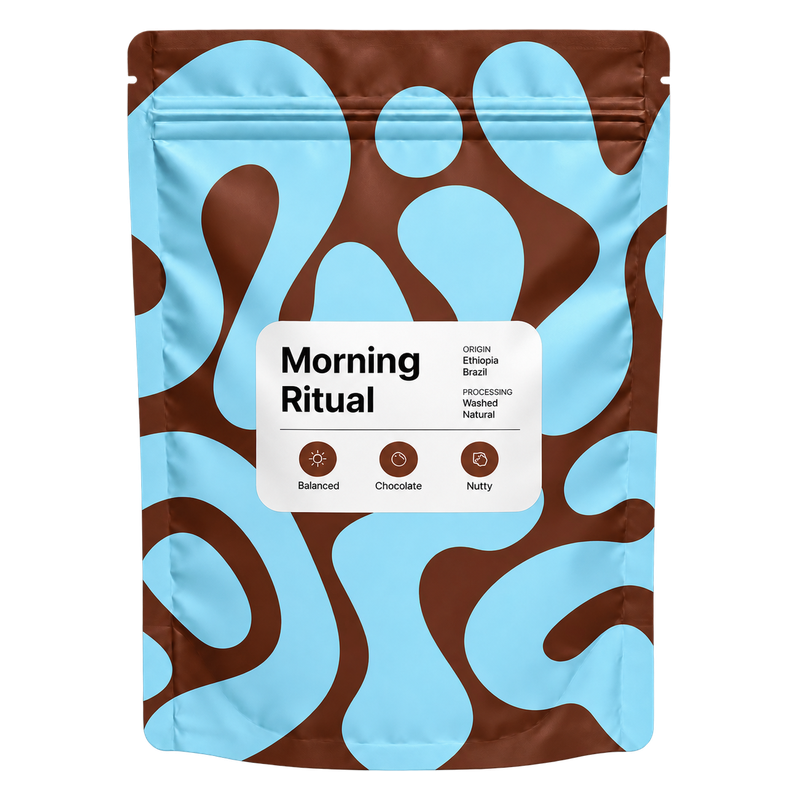 Morning
Ritual
ORIGIN
Ethiopia
Brazil
PROCESSING
Washed
Natural
Balanced
Chocolate
Nutty